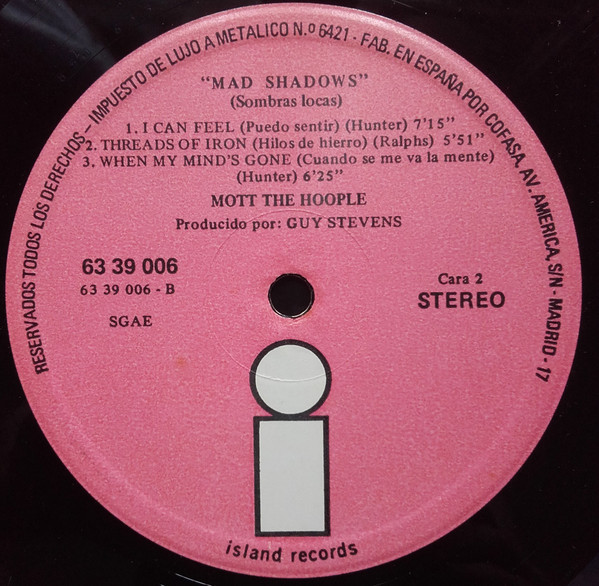 RESERVADOS TODOS LOS DERECHOS – IMPUESTO DE LUJO A METALICO N.º 6421 - FAB. EN ESPAÑA POR COFASA, AV. AMERICA, S/N - MADRID - 17
"MAD SHADOWS"
(Sombras locas)
1. I CAN FEEL (Puedo sentir) (Hunter) 7'15"
2. THREADS OF IRON (Hilos de hierro) (Ralphs) 5'51"
3. WHEN MY MIND'S GONE (Cuando se me va la mente)
(Hunter) 6'25"
MOTT THE HOOPLE
Producido por: GUY STEVENS
63 39 006
63 39 006 - B
SGAE
Cara 2
STEREO
island records